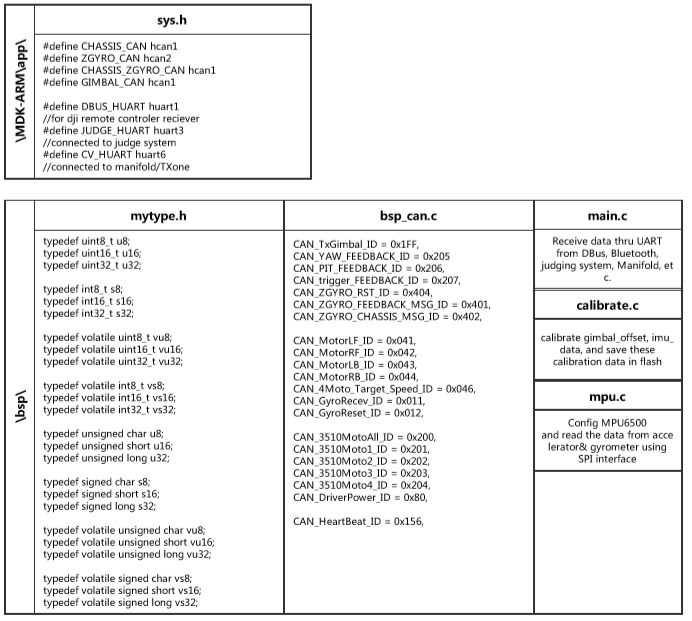 \MDK-ARM\app\
sys.h
#define CHASSIS_CAN hcan1
#define ZGYRO_CAN hcan2
#define CHASSIS_ZGYRO_CAN hcan1
#define GIMBAL_CAN hcan1
#define DBUS_HUART huart1
//for dji remote controler reciever
#define JUDGE_HUART huart3
//connected to judge system
#define CV_HUART huart6
//connected to manifold/TXone
\bsp\
mytype.h
typedef uint8_t u8;
typedef uint16_t u16;
typedef uint32_t u32;
typedef int8_t s8;
typedef int16_t s16;
typedef int32_t s32;
typedef volatile uint8_t vu8;
typedef volatile uint16_t vu16;
typedef volatile uint32_t vu32;
typedef volatile int8_t vs8;
typedef volatile int16_t vs16;
typedef volatile int32_t vs32;
typedef unsigned char u8;
typedef unsigned short u16;
typedef unsigned long u32;
typedef signed char s8;
typedef signed short s16;
typedef signed long s32;
typedef volatile unsigned char vu8;
typedef volatile unsigned short vu16;
typedef volatile unsigned long vu32;
typedef volatile signed char vs8;
typedef volatile signed short vs16;
typedef volatile signed long vs32;
bsp_can.c
CAN_TxGimbal_ID = 0x1FF,
CAN_YAW_FEEDBACK_ID = 0x205
CAN_PIT_FEEDBACK_ID = 0x206,
CAN_trigger_FEEDBACK_ID = 0x207,
CAN_ZGYRO_RST_ID = 0x404,
CAN_ZGYRO_FEEDBACK_MSG_ID = 0x401,
CAN_ZGYRO_CHASSIS_MSG_ID = 0x402,
CAN_MotorLF_ID = 0x041,
CAN_MotorRF_ID = 0x042,
CAN_MotorLB_ID = 0x043,
CAN_MotorRB_ID = 0x044,
CAN_4Moto_Target_Speed_ID = 0x046,
CAN_GyroRecev_ID = 0x011,
CAN_GyroReset_ID = 0x012,
CAN_3510MotoAll_ID = 0x200,
CAN_3510Moto1_ID = 0x201,
CAN_3510Moto2_ID = 0x202,
CAN_3510Moto3_ID = 0x203,
CAN_3510Moto4_ID = 0x204,
CAN_DriverPower_ID = 0x80,
CAN_HeartBeat_ID = 0x156,
main.c
Receive data thru UART
from DBus, Bluetooth,
judging system, Manifold, et
c.
calibrate.c
calibrate gimbal_offset, imu_
data, and save these
calibration data in flash
mpu.c
Config MPU6500
and read the data from acce
lerator& gyrometer using
SPI interface